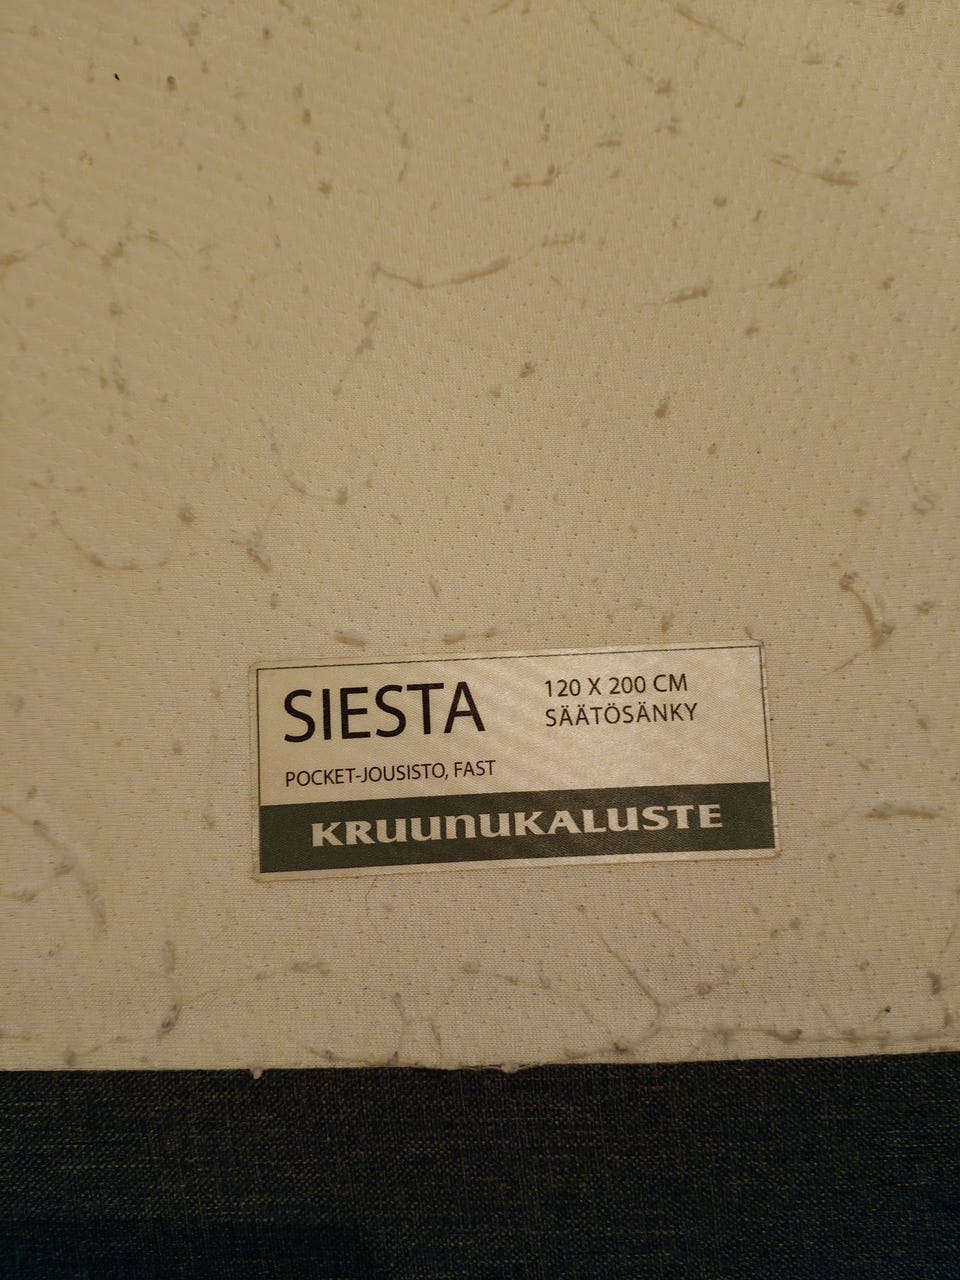 SIESTA
120 X 200 CM
SÄÄTÖSÄNKY
POCKET-JOUSISTO, FAST
KRUUNUKALUSTE